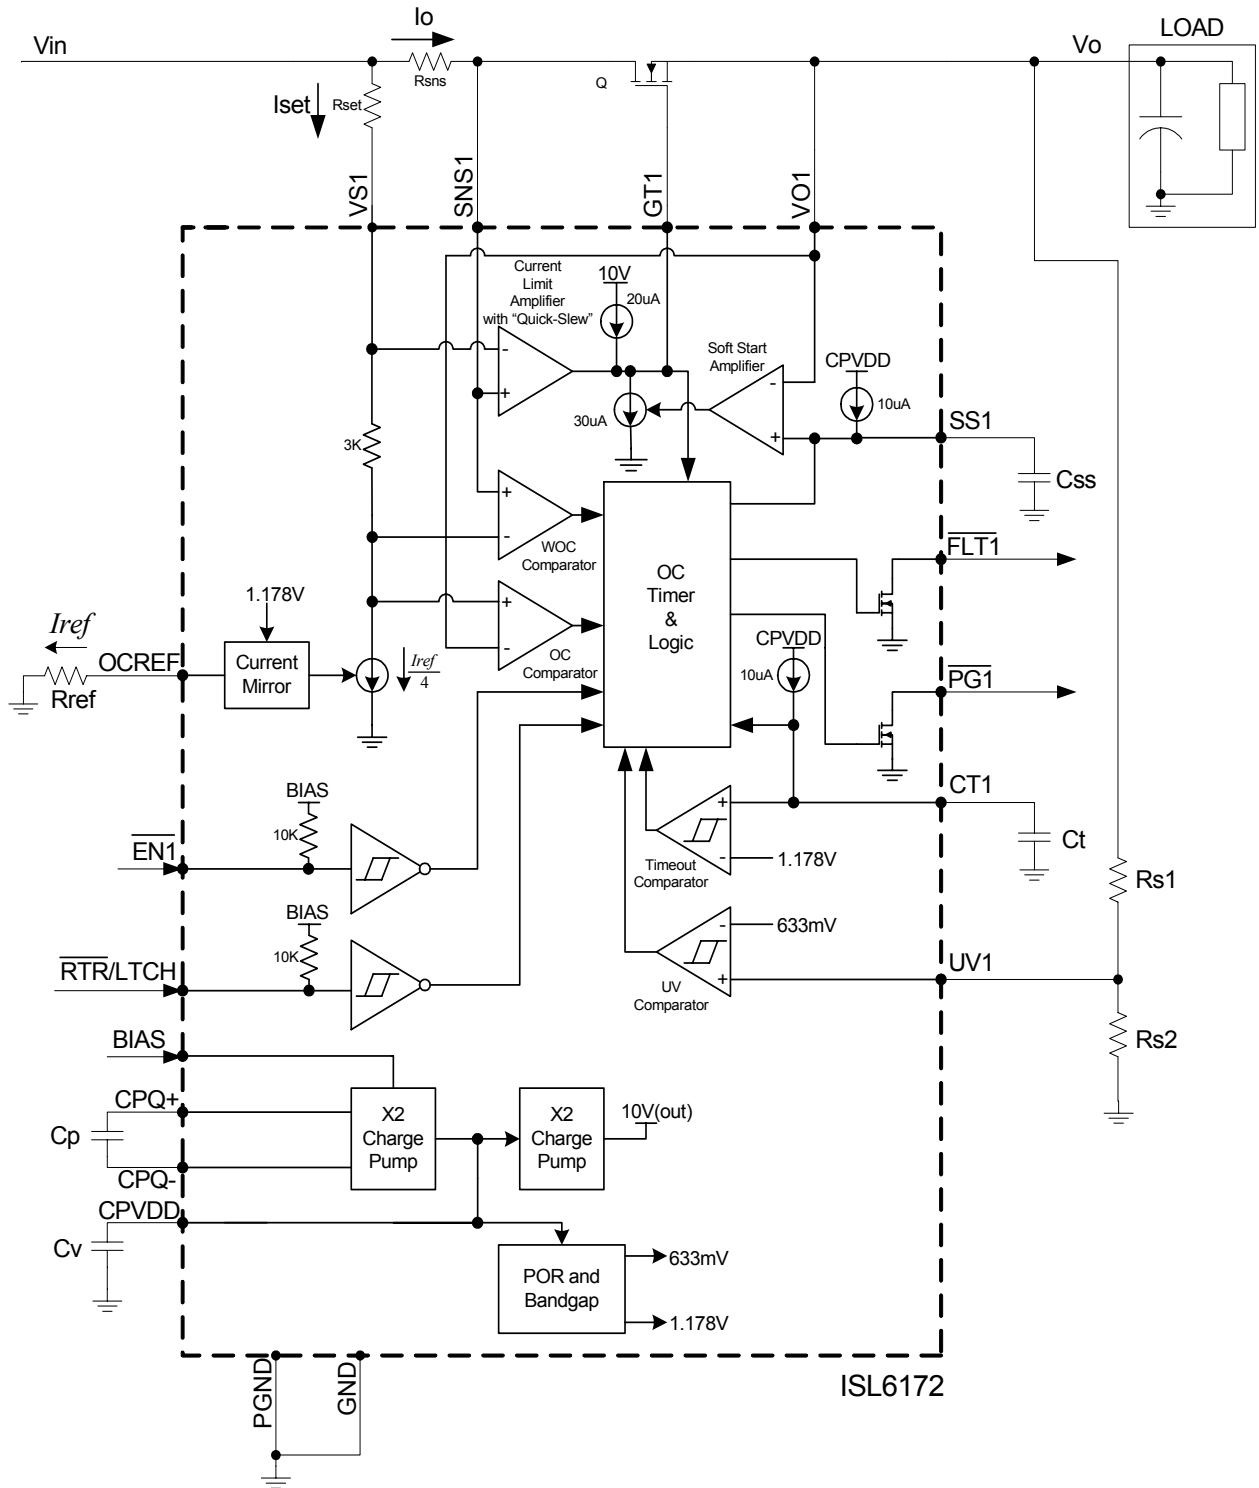 Io
LOAD
Vin
Vo
Rsns
Q
Iset
Rset
VS1
SNS1
GT1
VO1
Current
Limit
Amplifier
with "Quick-Slew"
10V
20uA
Soft Start
Amplifier
CPVDD
10uA
-
+
30uA
-
+
SS1
Css
3K
+
-
WOC
Comparator
OC
Timer
&
Logic
FLT1
+
-
OC
Comparator
1.178V
Iref
OCREF
Rref
Current
Mirror
Iref
4
CPVDD
10uA
PG1
BIAS
10K
EN1
+
-
1.178V
Timeout
Comparator
CT1
Ct
Rs1
BIAS
10K
RTR/LTCH
-
633mV
+
UV
Comparator
UV1
Rs2
BIAS
CPQ+
Cp
CPQ-
X2
Charge
Pump
X2
Charge
Pump
10V(out)
CPVDD
Cv
POR and
Bandgap
633mV
1.178V
PGND
GND
ISL6172